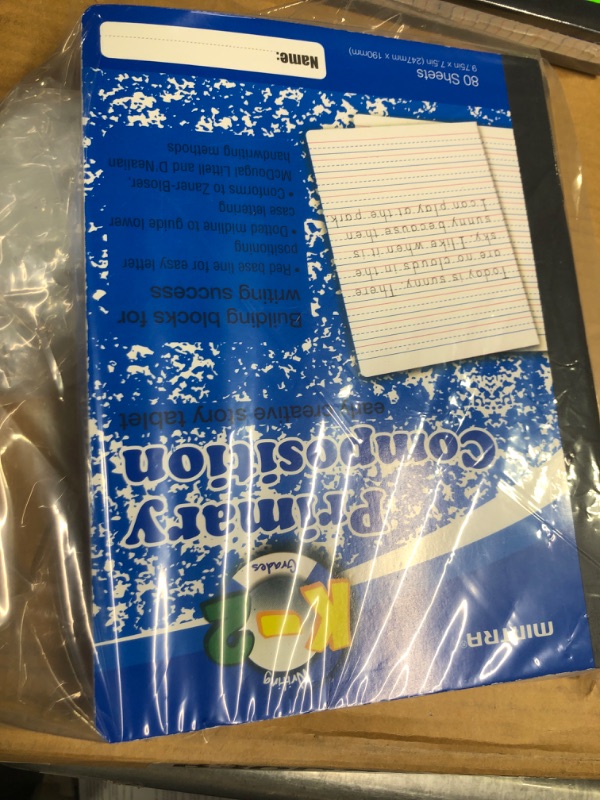 MINTRA
Writing
K-2
Grades
Primary
Composition
early creative story tablet
Building blocks for
writing success
• Red base line for easy letter
positioning
• Dotted midline to guide lower
case lettering
• Conforms to Zaner-Bloser,
McDougal Littell and D'Nealian
handwriting methods
Today is sunny. There
are no clouds in the
sky. I like when it is
sunny because then
I can play at the park.
80 Sheets
9.75in x 7.5in (247mm x 190mm)
Name: